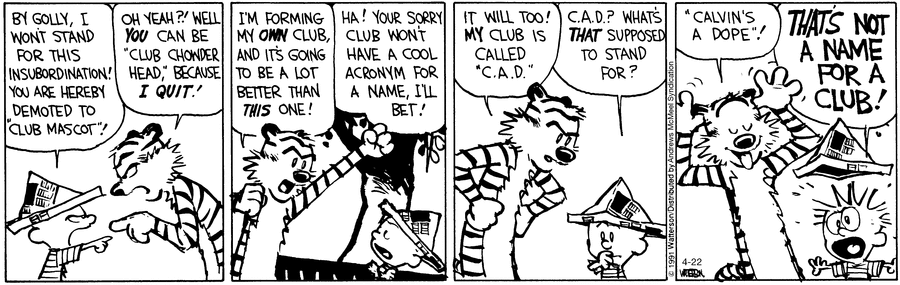 BY GOLLY, I
WON'T STAND
FOR THIS
INSUBORDINATION!
YOU ARE HEREBY
DEMOTED TO
"CLUB MASCOT"!
OH YEAH?! WELL
YOU CAN BE
"CLUB CHOWDER
HEAD," BECAUSE
I QUIT!
I'M FORMING
MY OWN CLUB,
AND IT'S GOING
TO BE A LOT
BETTER THAN
THIS ONE!
HA! YOUR SORRY
CLUB WON'T
HAVE A COOL
ACRONYM FOR
A NAME, I'LL
BET!
IT WILL TOO!
MY CLUB IS
CALLED
"C.A.D."
C.A.D.? WHAT'S
THAT SUPPOSED
TO STAND
FOR?
© 1991 Watterson/Distributed by Andrews McMeel Syndication
"CALVIN'S
A DOPE"!
THAT'S NOT
A NAME
FOR A
CLUB!
4-22
WATTERSON